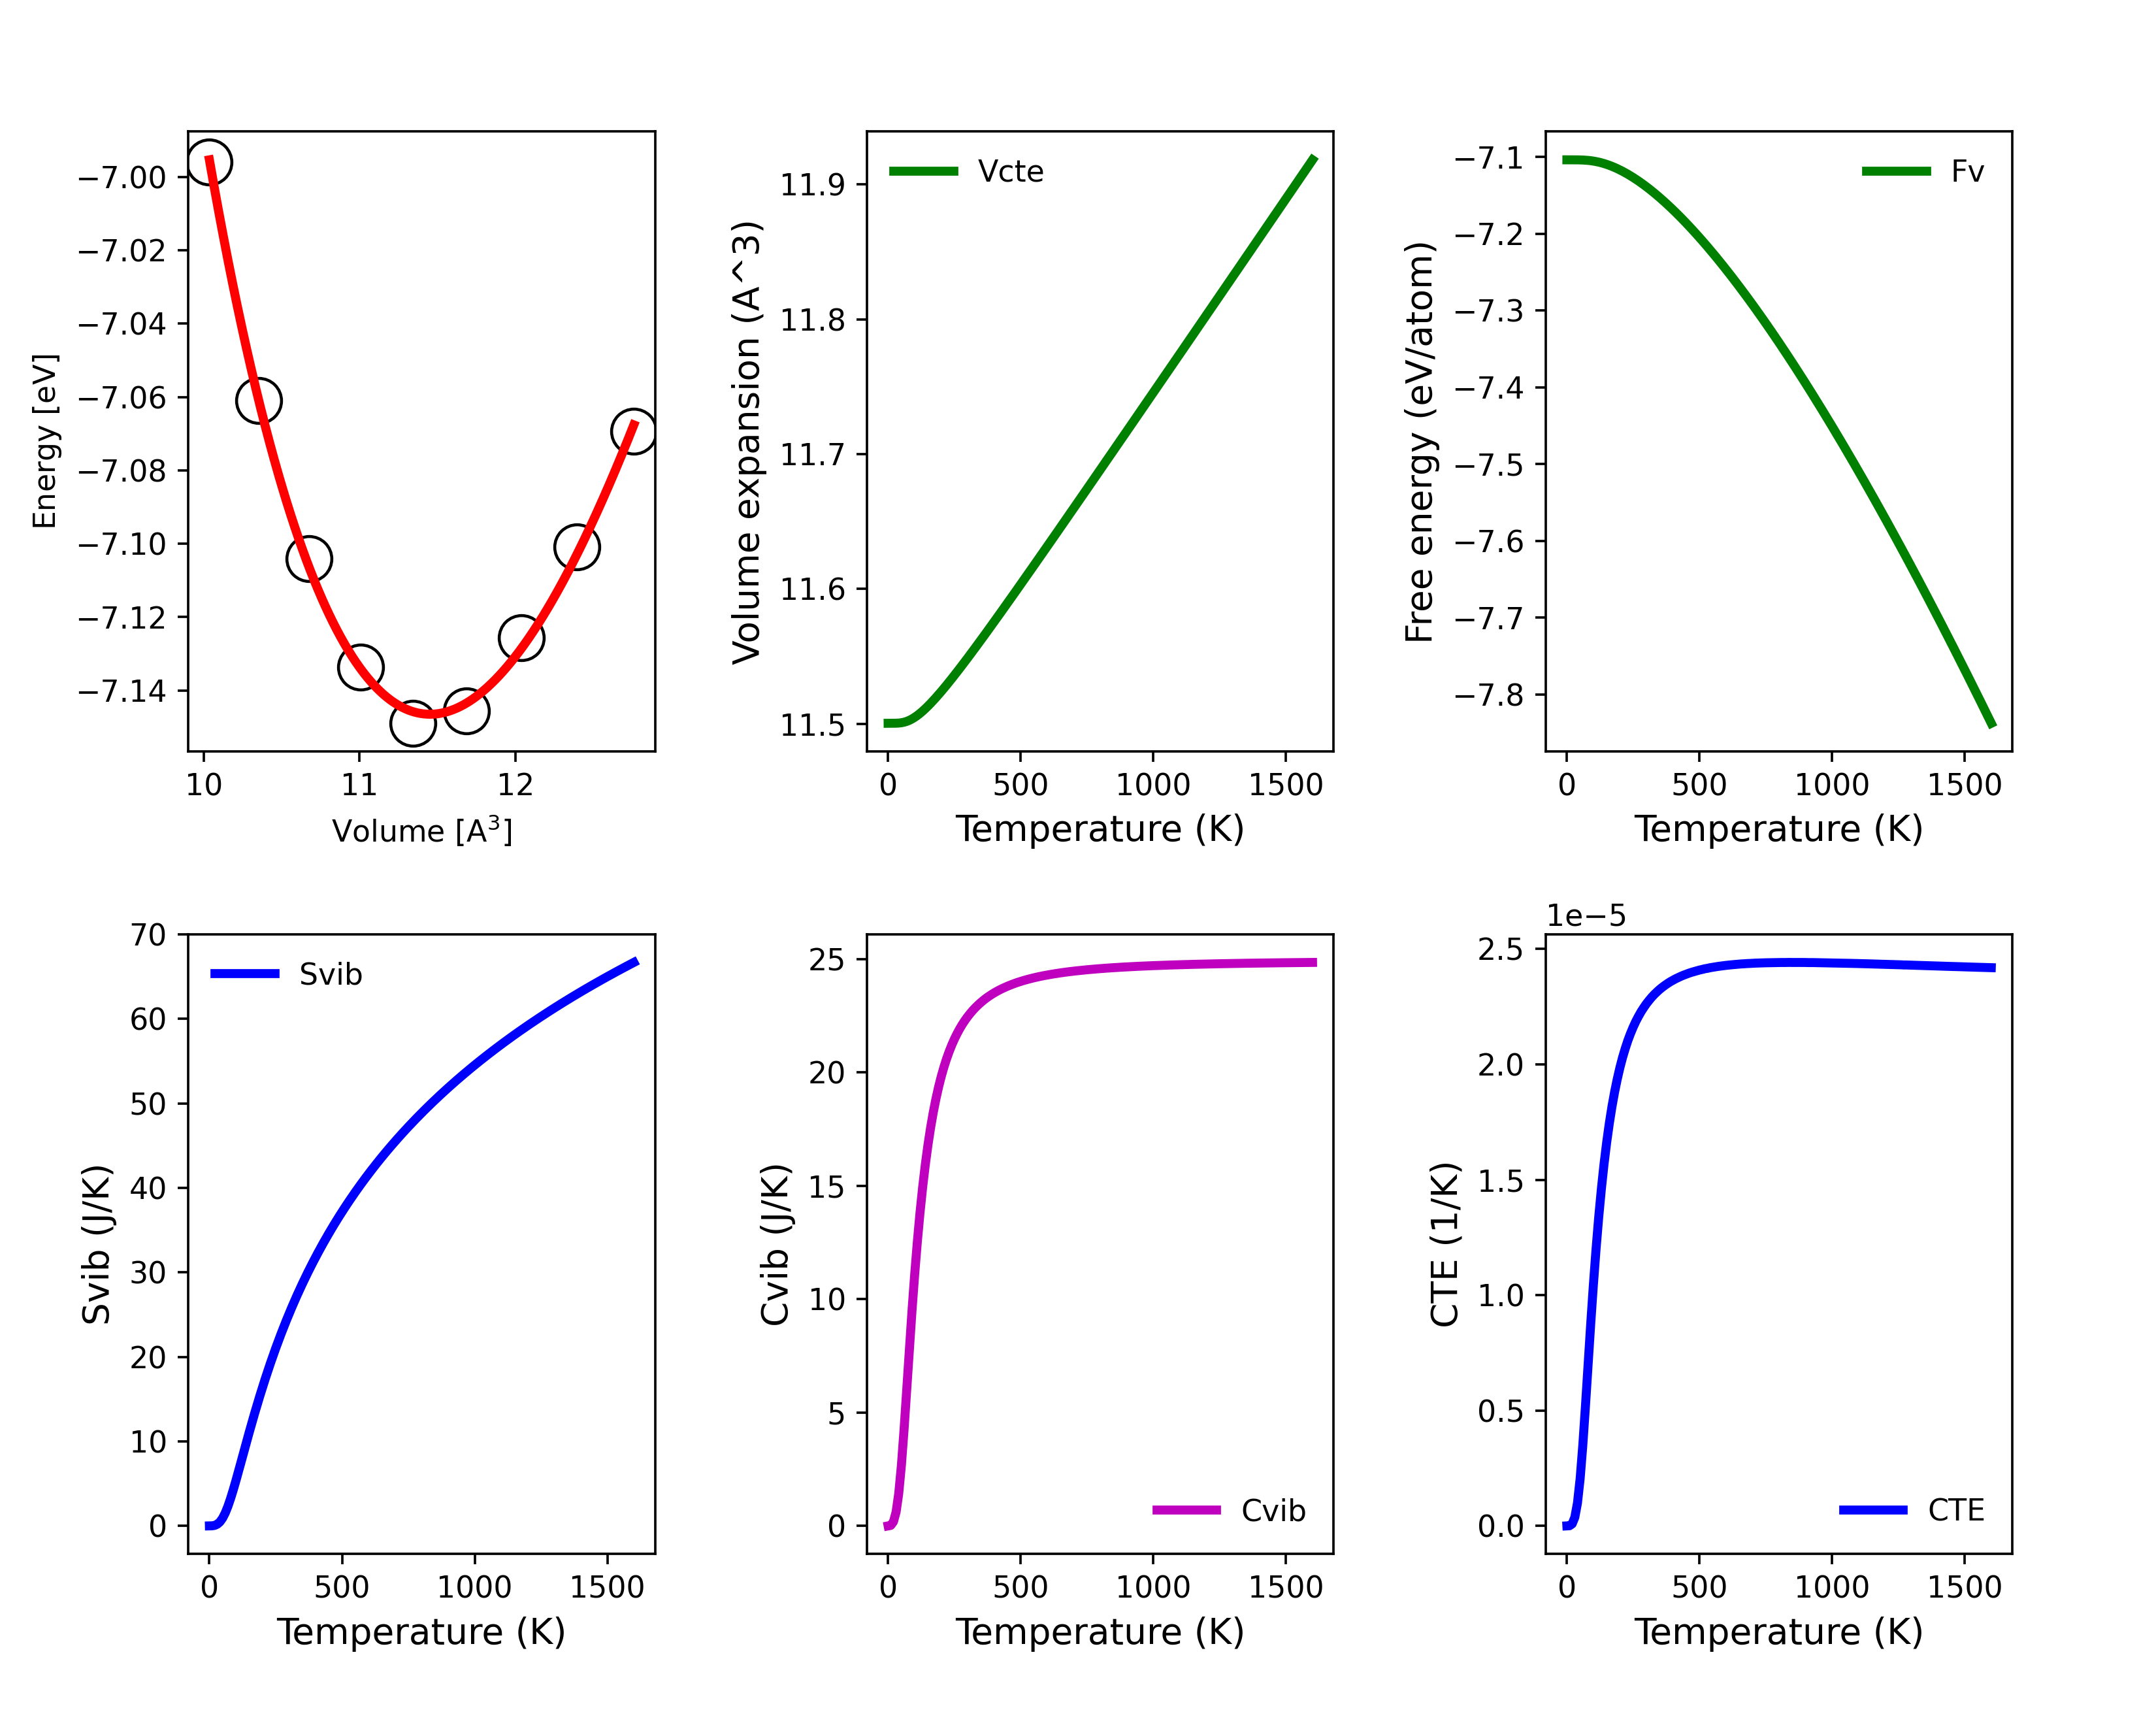 −7.00
−7.02
−7.04
−7.06
−7.08
−7.10
−7.12
−7.14
Energy [eV]
10 11 12
Volume [A³]
Vcte
11.9
11.8
11.7
11.6
11.5
Volume expansion (A^3)
0 500 1000 1500
Temperature (K)
Fv
−7.1
−7.2
−7.3
−7.4
−7.5
−7.6
−7.7
−7.8
Free energy (eV/atom)
0 500 1000 1500
Temperature (K)
Svib
70
60
50
40
30
20
10
0
Svib (J/K)
0 500 1000 1500
Temperature (K)
25
20
15
10
5
0
Cvib (J/K)
Cvib
0 500 1000 1500
Temperature (K)
1e−5
2.5
2.0
1.5
1.0
0.5
0.0
CTE (1/K)
CTE
0 500 1000 1500
Temperature (K)